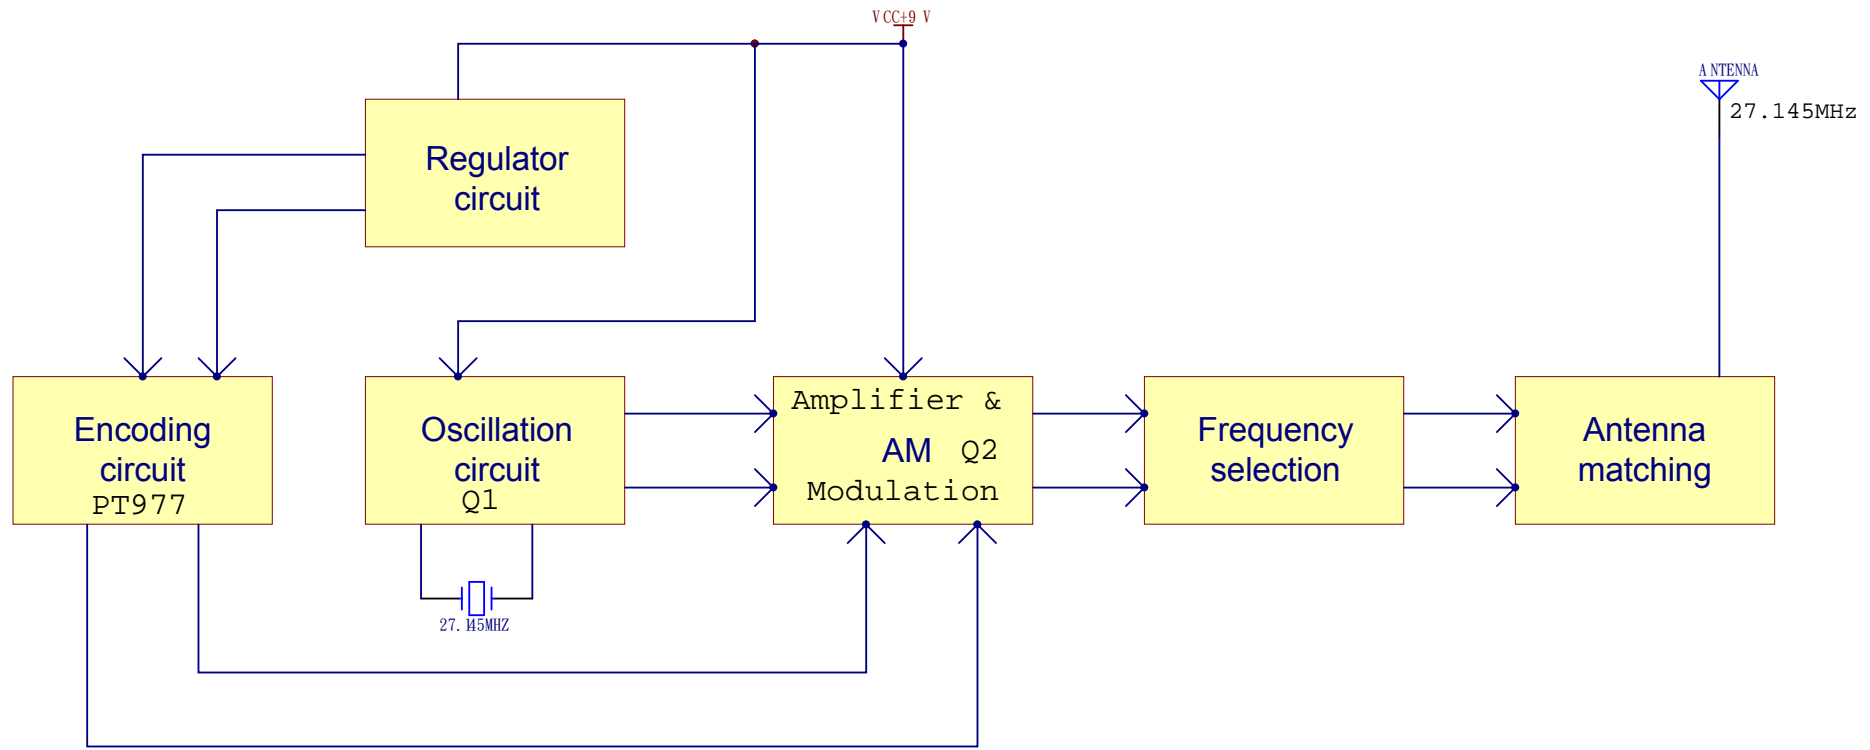 VCC+9 V
ANTENNA
27.145MHz
Regulator
circuit
Encoding
circuit
PT977
Oscillation
circuit
Q1
Amplifier &
AM Q2
Modulation
Frequency
selection
Antenna
matching
27.145MHZ